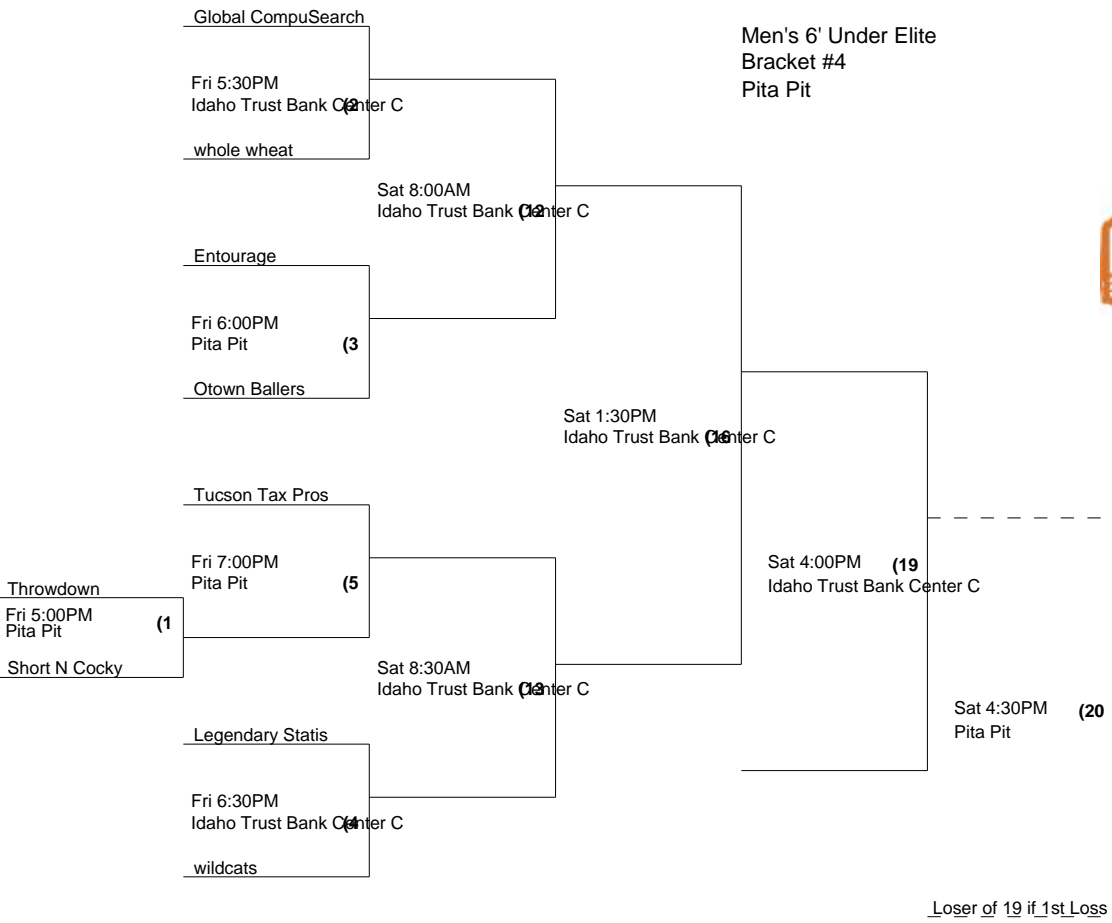 Global CompuSearch
Men's 6' Under Elite
Bracket #4
Pita Pit
Fri 5:30PM
Idaho Trust Bank Center C (2
whole wheat
Sat 8:00AM
Idaho Trust Bank Center C (12
Entourage
Fri 6:00PM
Pita Pit (3
Otown Ballers
Sat 1:30PM
Idaho Trust Bank Center C (16
Tucson Tax Pros
Fri 7:00PM
Pita Pit (5
Throwdown
Fri 5:00PM
Pita Pit (1
Short N Cocky
Sat 4:00PM (19
Idaho Trust Bank Center C
Sat 8:30AM
Idaho Trust Bank Center C (13
Sat 4:30PM (20
Pita Pit
Legendary Statis
Fri 6:30PM
Idaho Trust Bank Center C (4
wildcats
Loser of 19 if 1st Loss